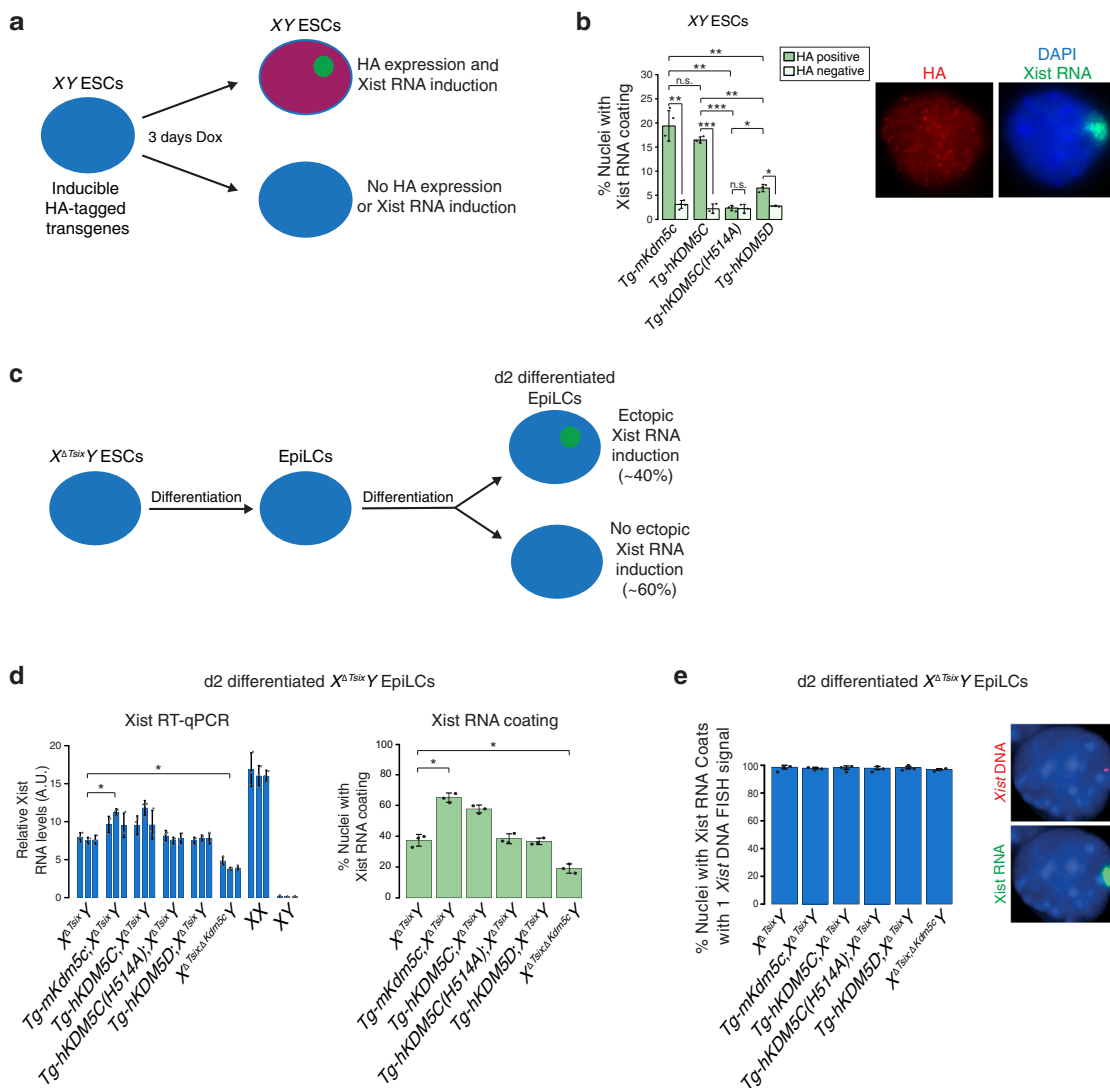 a
XY ESCs
XY ESCs
HA expression and
Xist RNA induction
3 days Dox
Inducible
HA-tagged
transgenes
No HA expression
or Xist RNA induction
b
XY ESCs
HA positive
HA negative
% Nuclei with
Xist RNA coating
35
30
25
20
15
10
5
0
**
**
n.s.
**
**
***
***
*
n.s.
*
Tg-mKdm5c
Tg-hKDM5C
Tg-hKDM5C(H514A)
Tg-hKDM5D
HA
DAPI
Xist RNA
c
d2 differentiated
EpiLCs
XΔTsixY ESCs
EpiLCs
Differentiation
Differentiation
Ectopic
Xist RNA
induction
(~40%)
No ectopic
Xist RNA
induction
(~60%)
d
d2 differentiated XΔTsixY EpiLCs
Xist RT-qPCR
Relative Xist
RNA levels (A.U.)
20
15
10
5
0
*
*
XΔTsixY
Tg-mKdm5c;XΔTsixY
Tg-hKDM5C;XΔTsixY
Tg-hKDM5C(H514A);XΔTsixY
Tg-hKDM5D;XΔTsixY
XΔTsix;ΔKdm5cY
XX
XY
Xist RNA coating
% Nuclei with
Xist RNA coating
100
80
60
40
20
0
*
*
XΔTsixY
Tg-mKdm5c;XΔTsixY
Tg-hKDM5C;XΔTsixY
Tg-hKDM5C(H514A);XΔTsixY
Tg-hKDM5D;XΔTsixY
XΔTsix;ΔKdm5cY
e
d2 differentiated XΔTsixY EpiLCs
% Nuclei with Xist RNA Coats
with 1 Xist DNA FISH signal
100
80
60
40
20
0
XΔTsixY
Tg-mKdm5c;XΔTsixY
Tg-hKDM5C;XΔTsixY
Tg-hKDM5C(H514A);XΔTsixY
Tg-hKDM5D;XΔTsixY
XΔTsix;ΔKdm5cY
Xist DNA
Xist RNA